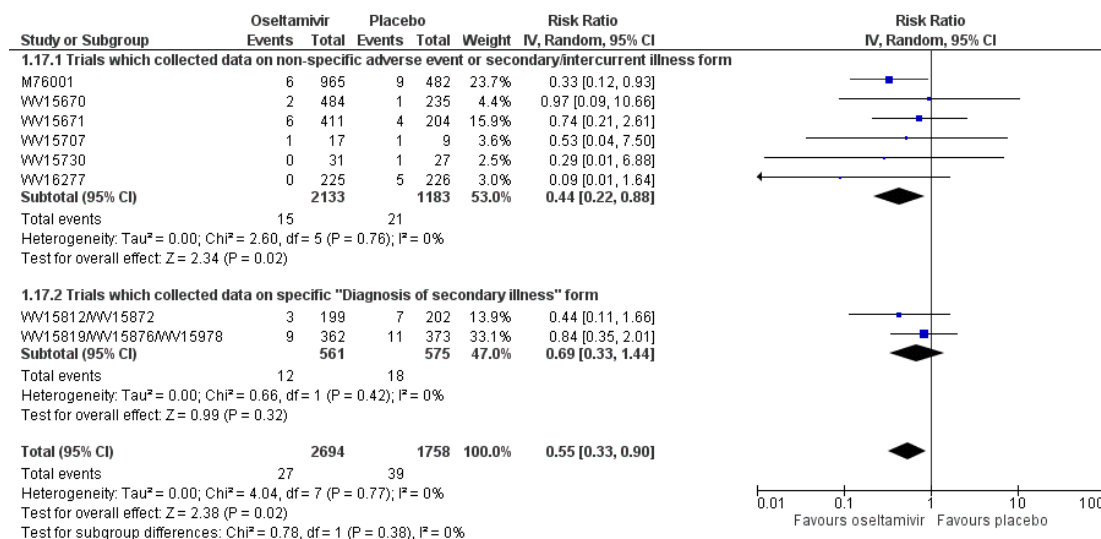 Oseltamivir Placebo Risk Ratio Risk Ratio
Study or Subgroup Events Total Events Total Weight IV, Random, 95% CI IV, Random, 95% CI
1.17.1 Trials which collected data on non-specific adverse event or secondary/intercurrent illness form
M76001 6 965 9 482 23.7% 0.33 [0.12, 0.93]
WV15670 2 484 1 235 4.4% 0.97 [0.09, 10.66]
WV15671 6 411 4 204 15.9% 0.74 [0.21, 2.61]
WV15707 1 17 1 9 3.6% 0.53 [0.04, 7.50]
WV15730 0 31 1 27 2.5% 0.29 [0.01, 6.88]
WV16277 0 225 5 226 3.0% 0.09 [0.01, 1.64]
Subtotal (95% CI) 2133 1183 53.0% 0.44 [0.22, 0.88]
Total events 15 21
Heterogeneity: Tau² = 0.00; Chi² = 2.60, df = 5 (P = 0.76); I² = 0%
Test for overall effect: Z = 2.34 (P = 0.02)
1.17.2 Trials which collected data on specific "Diagnosis of secondary illness" form
WV15812/WV15872 3 199 7 202 13.9% 0.44 [0.11, 1.66]
WV15819/WV15876/WV15978 9 362 11 373 33.1% 0.84 [0.35, 2.01]
Subtotal (95% CI) 561 575 47.0% 0.69 [0.33, 1.44]
Total events 12 18
Heterogeneity: Tau² = 0.00; Chi² = 0.66, df = 1 (P = 0.42); I² = 0%
Test for overall effect: Z = 0.99 (P = 0.32)
Total (95% CI) 2694 1758 100.0% 0.55 [0.33, 0.90]
Total events 27 39
Heterogeneity: Tau² = 0.00; Chi² = 4.04, df = 7 (P = 0.77); I² = 0%
Test for overall effect: Z = 2.38 (P = 0.02)
Test for subgroup differences: Chi² = 0.78, df = 1 (P = 0.38), I² = 0%
0.01 0.1 1 10 100
Favours oseltamivir Favours placebo